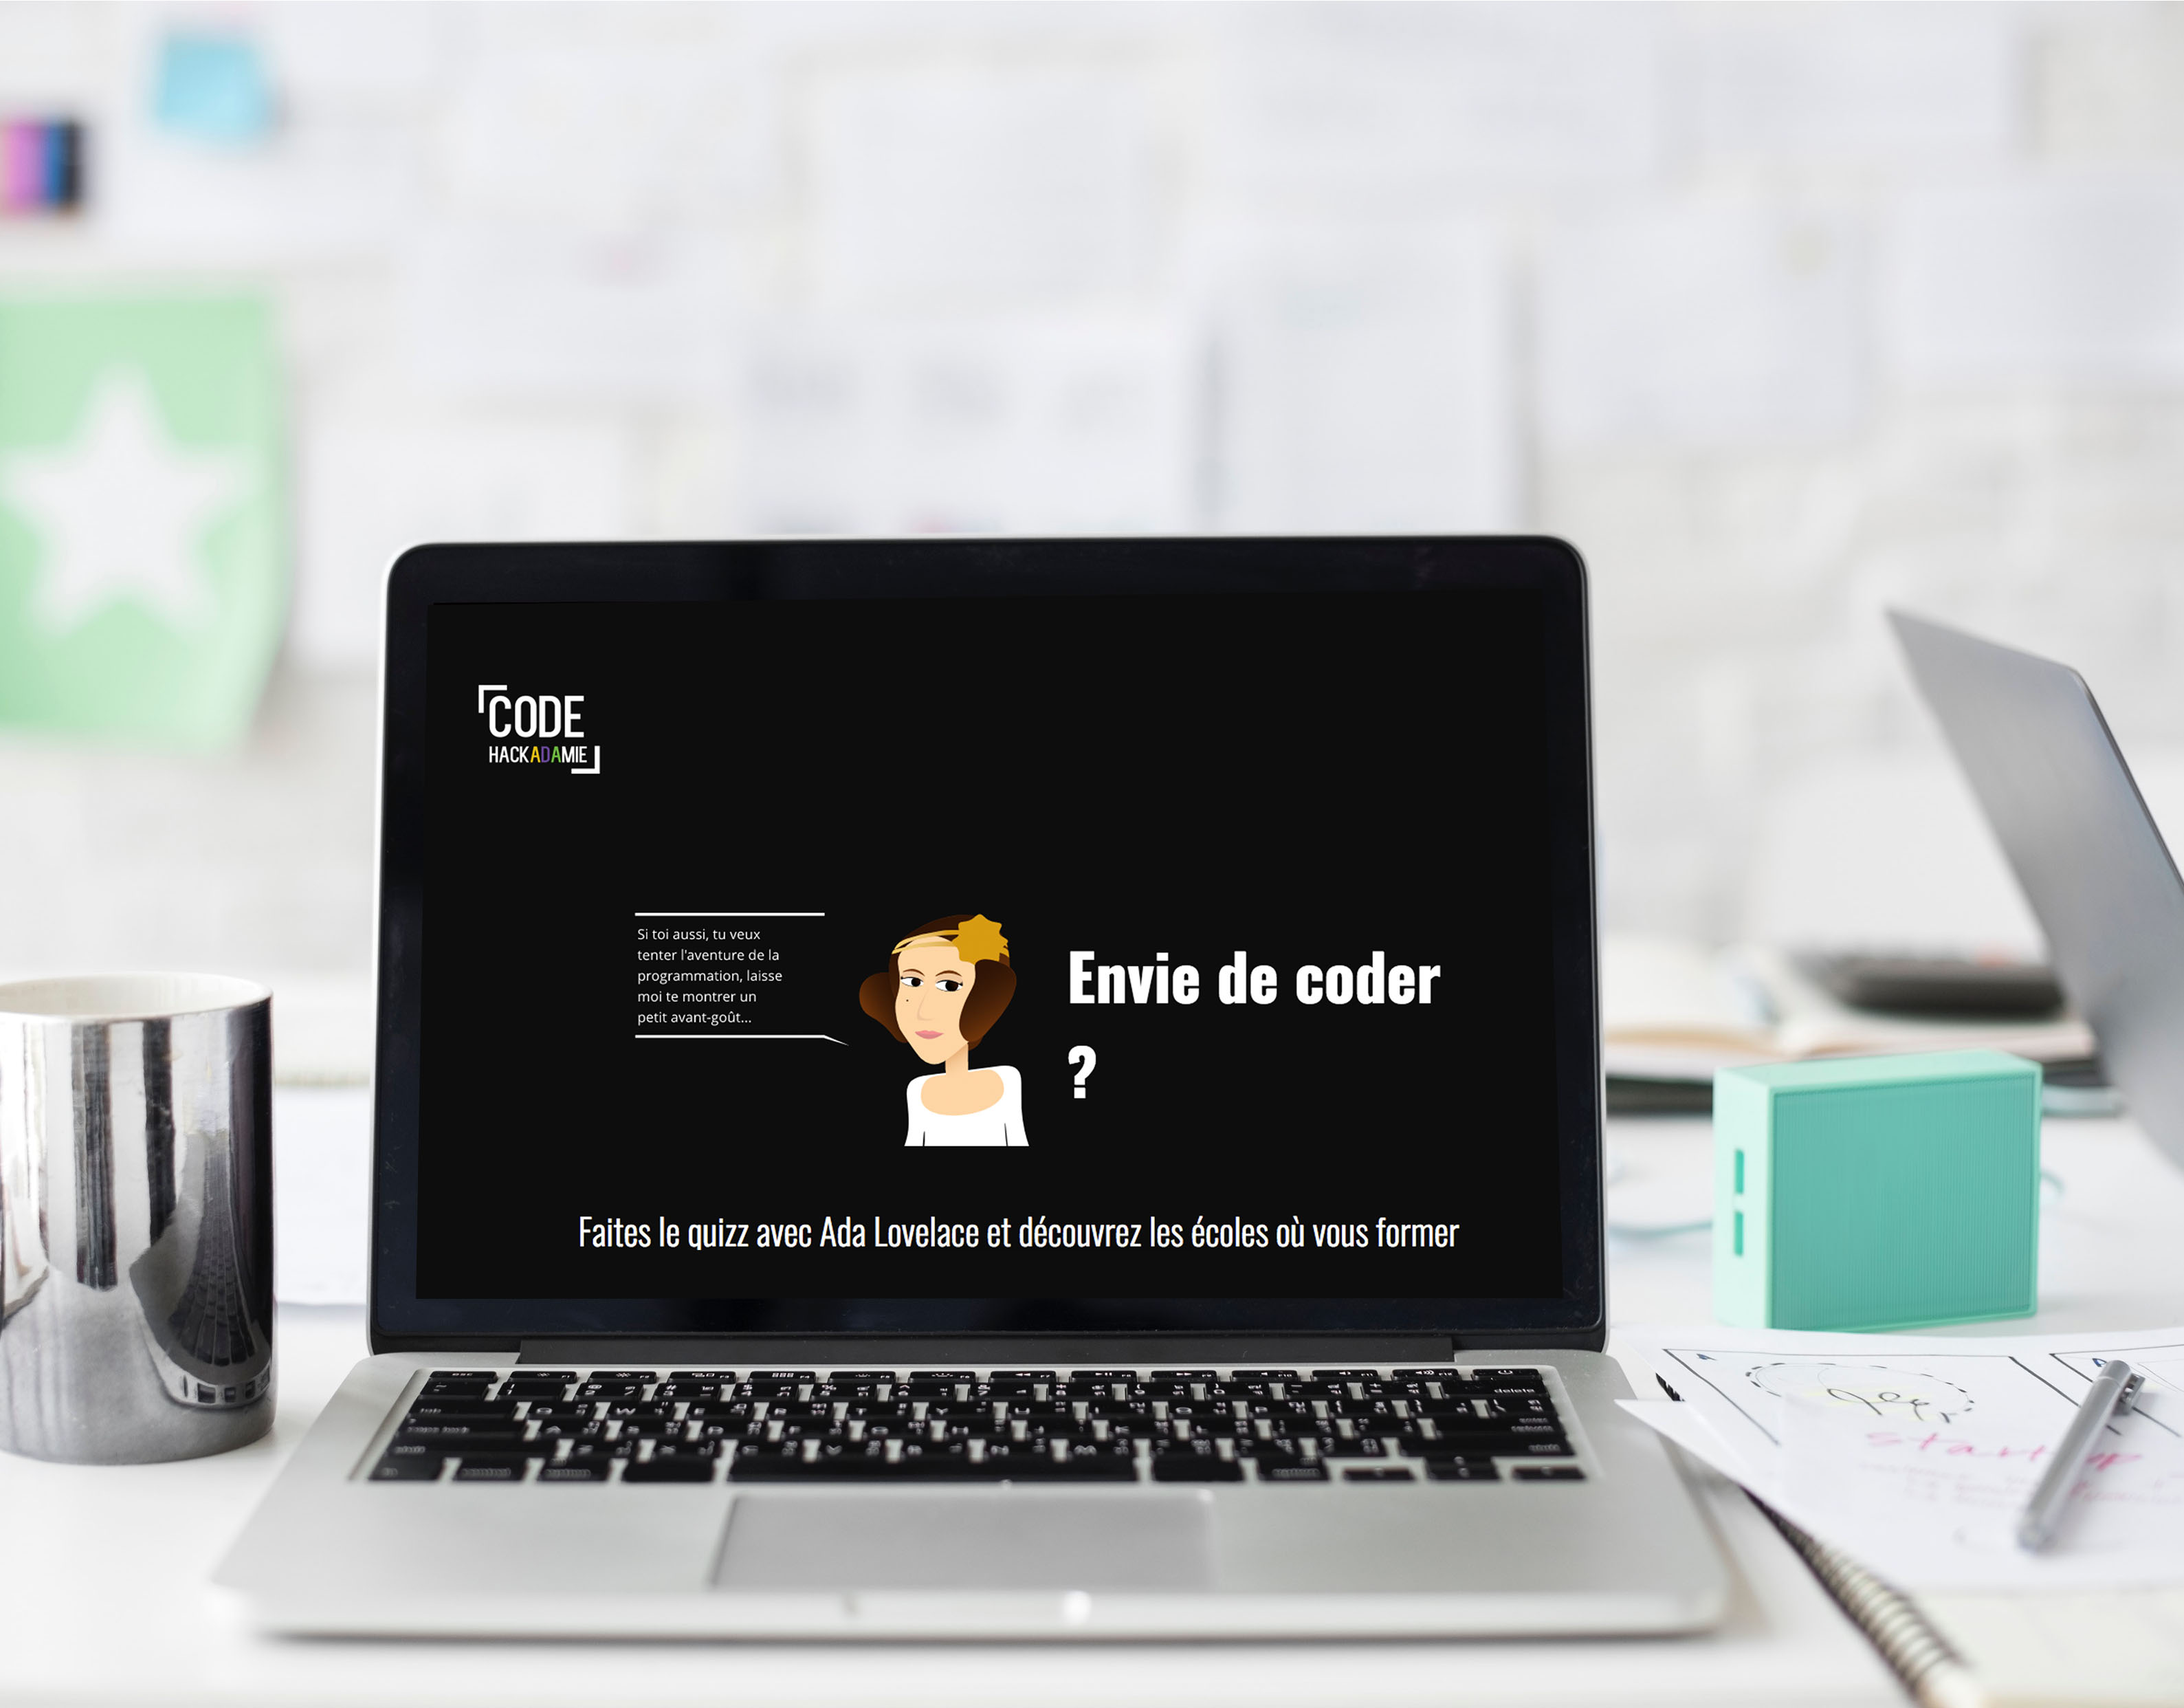 CODE
HACKADAMIE
Si toi aussi, tu veux
tenter l'aventure de la
programmation, laisse
moi te montrer un
petit avant-goût...
Envie de coder
?
Faites le quizz avec Ada Lovelace et découvrez les écoles où vous former
delete